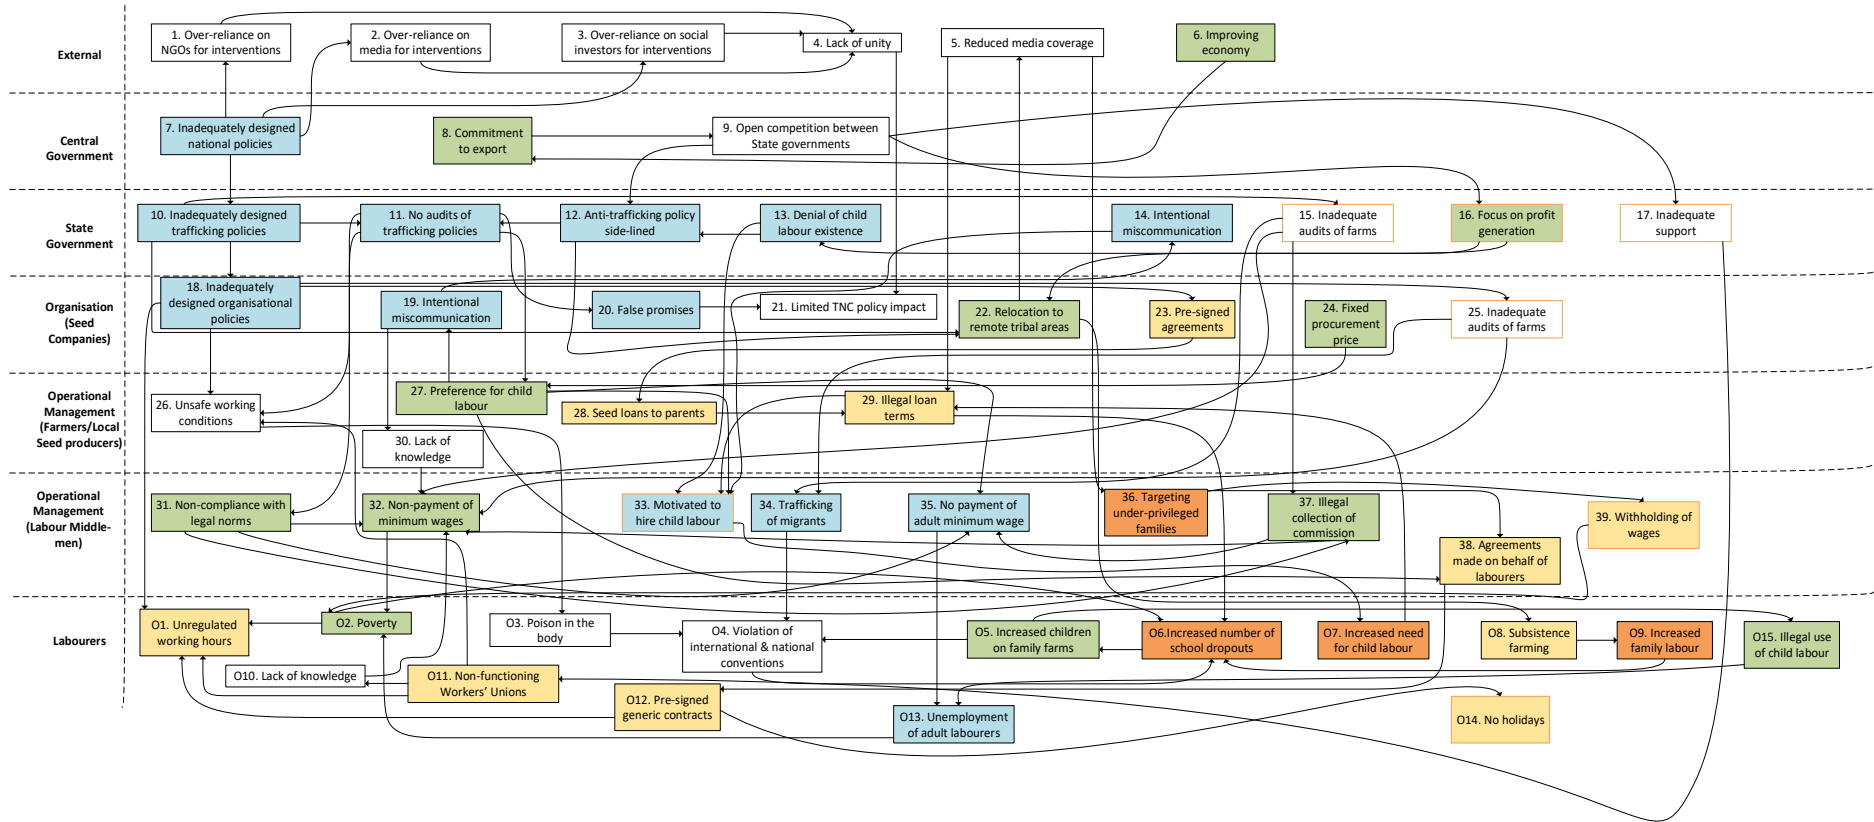 External
1. Over-reliance on
NGOs for interventions
2. Over-reliance on
media for interventions
3. Over-reliance on social
investors for interventions
4. Lack of unity
5. Reduced media coverage
6. Improving
economy
Central
Government
7. Inadequately designed
national policies
8. Commitment
to export
9. Open competition between
State governments
State
Government
10. Inadequately designed
trafficking policies
11. No audits of
trafficking policies
12. Anti-trafficking policy
side-lined
13. Denial of child
labour existence
14. Intentional
miscommunication
15. Inadequate
audits of farms
16. Focus on profit
generation
17. Inadequate
support
Organisation
(Seed
Companies)
18. Inadequately
designed organisational
policies
19. Intentional
miscommunication
20. False promises
21. Limited TNC policy impact
22. Relocation to
remote tribal areas
23. Pre-signed
agreements
24. Fixed
procurement
price
25. Inadequate
audits of farms
Operational
Management
(Farmers/Local
Seed producers)
26. Unsafe working
conditions
27. Preference for child
labour
28. Seed loans to parents
29. Illegal loan
terms
30. Lack of
knowledge
Operational
Management
(Labour Middle-
men)
31. Non-compliance with
legal norms
32. Non-payment of
minimum wages
33. Motivated to
hire child labour
34. Trafficking
of migrants
35. No payment of
adult minimum wage
36. Targeting
under-privileged
families
37. Illegal
collection of
commission
38. Agreements
made on behalf of
labourers
39. Withholding of
wages
Labourers
O1. Unregulated
working hours
O2. Poverty
O3. Poison in the
body
O4. Violation of
international & national
conventions
O5. Increased children
on family farms
O6.Increased number of
school dropouts
O7. Increased need
for child labour
O8. Subsistence
farming
O9. Increased
family labour
O15. Illegal use
of child labour
O10. Lack of knowledge
O11. Non-functioning
Workers’ Unions
O12. Pre-signed
generic contracts
O13. Unemployment
of adult labourers
O14. No holidays